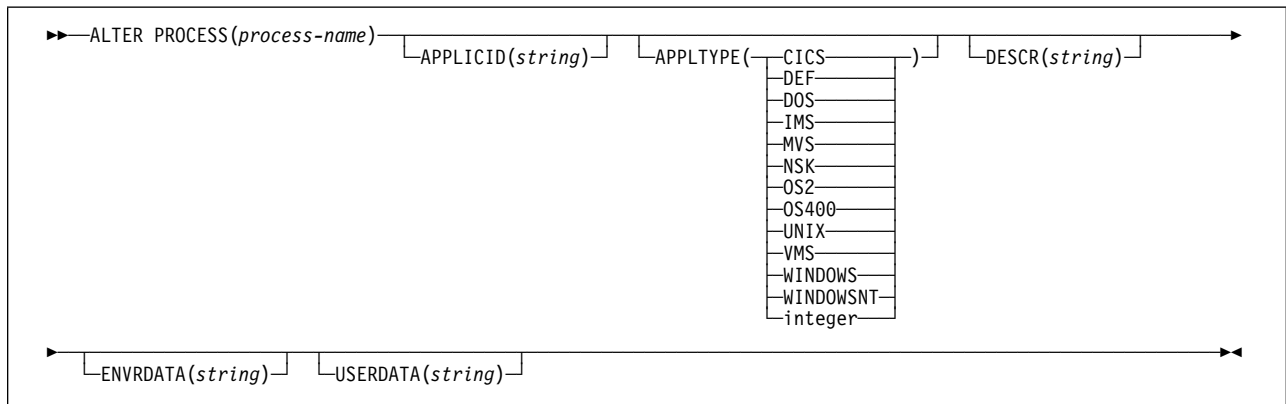 ALTER PROCESS(process-name) APPLICID(string) APPLTYPE( CICS ) DESCR(string)
DEF
DOS
IMS
MVS
NSK
OS2
OS400
UNIX
VMS
WINDOWS
WINDOWSNT
integer
ENVRDATA(string) USERDATA(string)